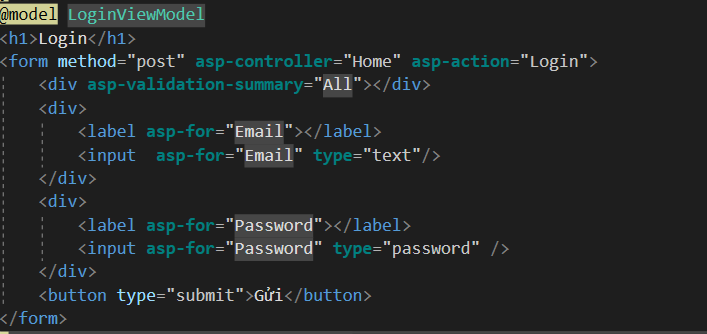 @model LoginViewModel
<h1>Login</h1>
<form method="post" asp-controller="Home" asp-action="Login">
    <div asp-validation-summary="All"></div>
    <div>
        <label asp-for="Email"></label>
        <input  asp-for="Email" type="text"/>
    </div>
    <div>
        <label asp-for="Password"></label>
        <input asp-for="Password" type="password" />
    </div>
    <button type="submit">Gửi</button>
</form>